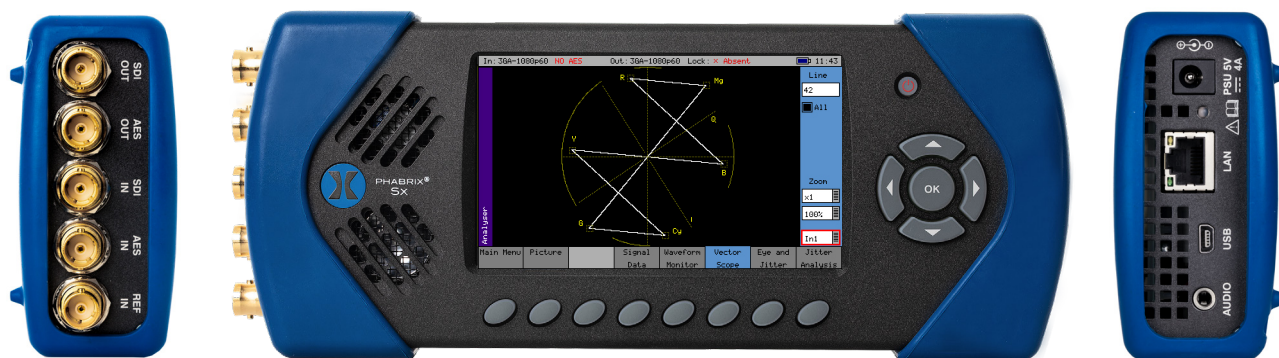 SDI OUT
AES OUT
SDI IN
AES IN
REF IN
In: 3GA-1080p60 NO AES Out: 3GA-1080p60 Lock: × Absent 11:43
Analyser
R
Mg
Q
V
B
G
Cy
I
Line
42
All
Zoom
x1
100%
In1
Main Menu
Picture
Signal Data
Waveform Monitor
Vector Scope
Eye and Jitter
Jitter Analysis
PHABRIX®
Sx
OK
PSU 5V
4A
LAN
USB
AUDIO